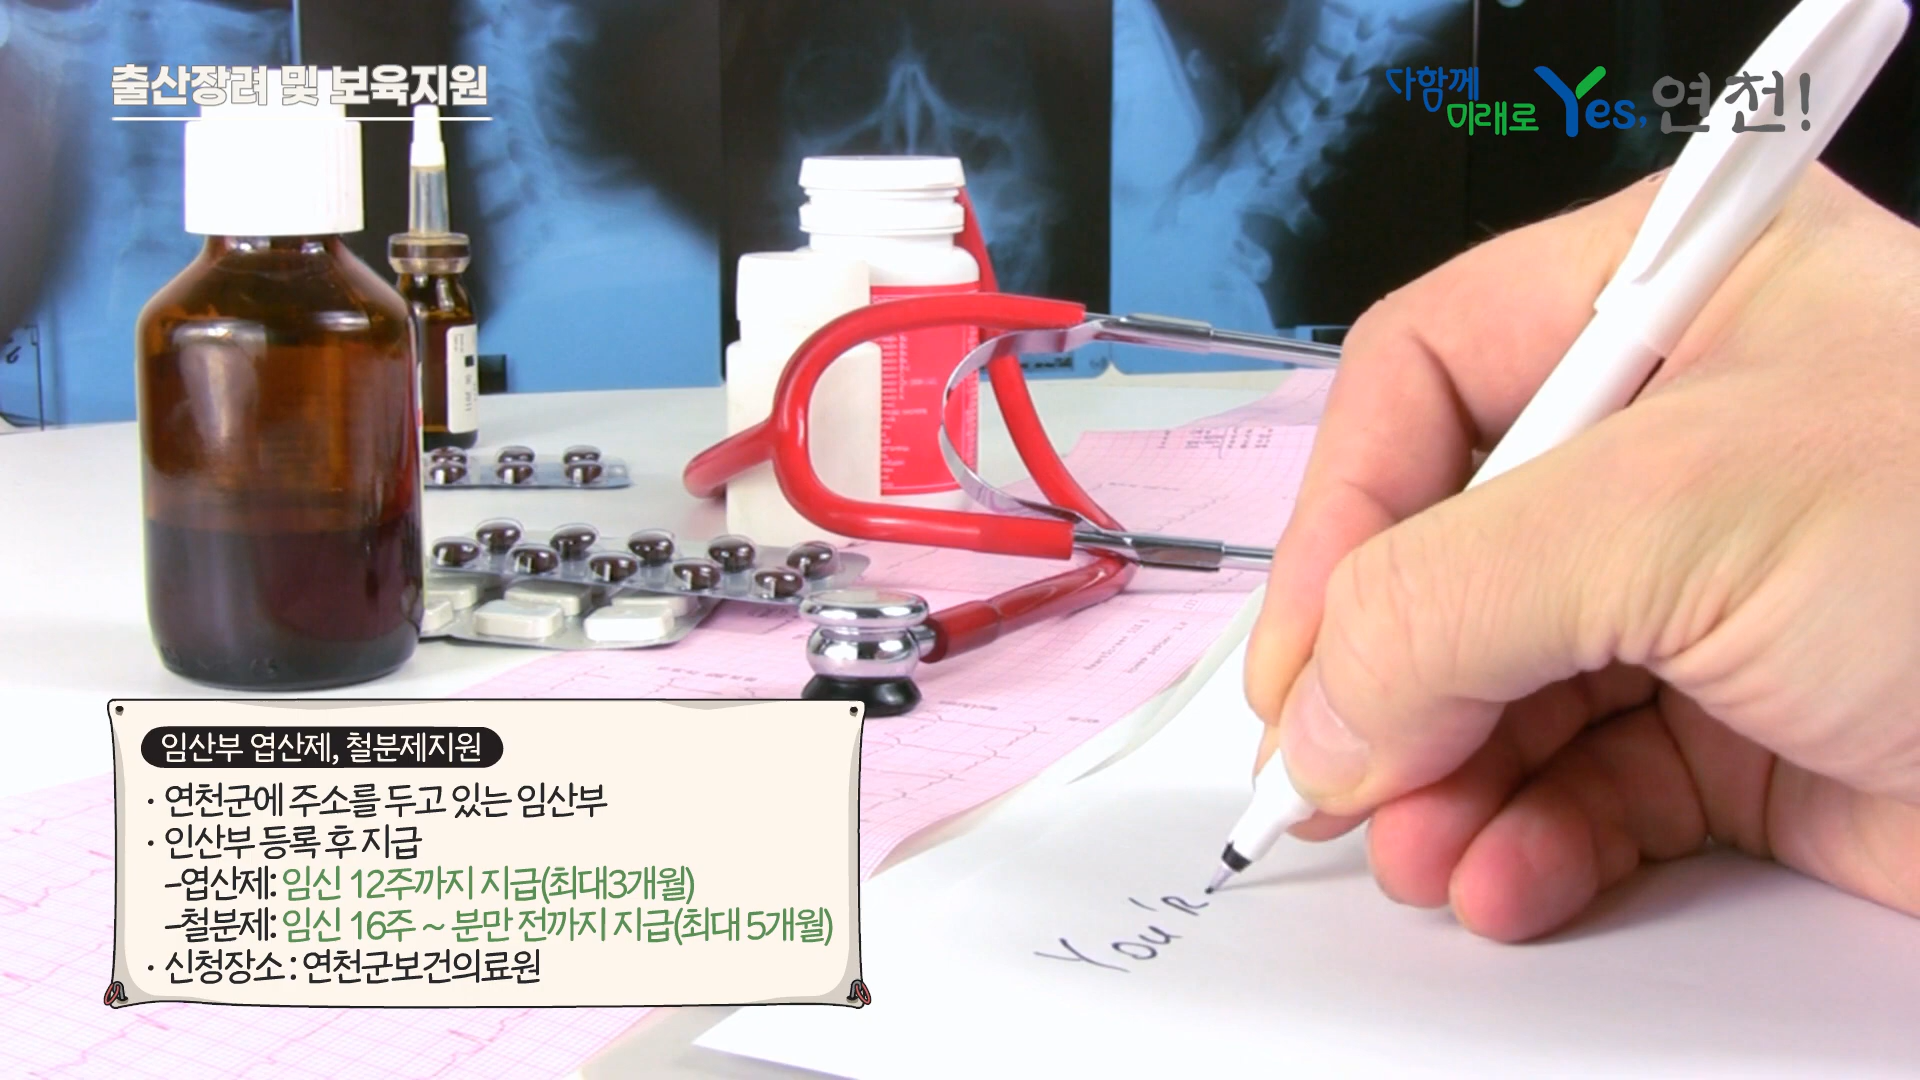 출산장려 및 보육지원
다함께
미래로
Yes, 연천!
임산부 엽산제, 철분제지원
· 연천군에 주소를 두고 있는 임산부
· 인산부 등록 후 지급
-엽산제: 임신 12주까지 지급(최대3개월)
-철분제: 임신 16주 ~ 분만 전까지 지급(최대 5개월)
· 신청장소 : 연천군보건의료원
You'R